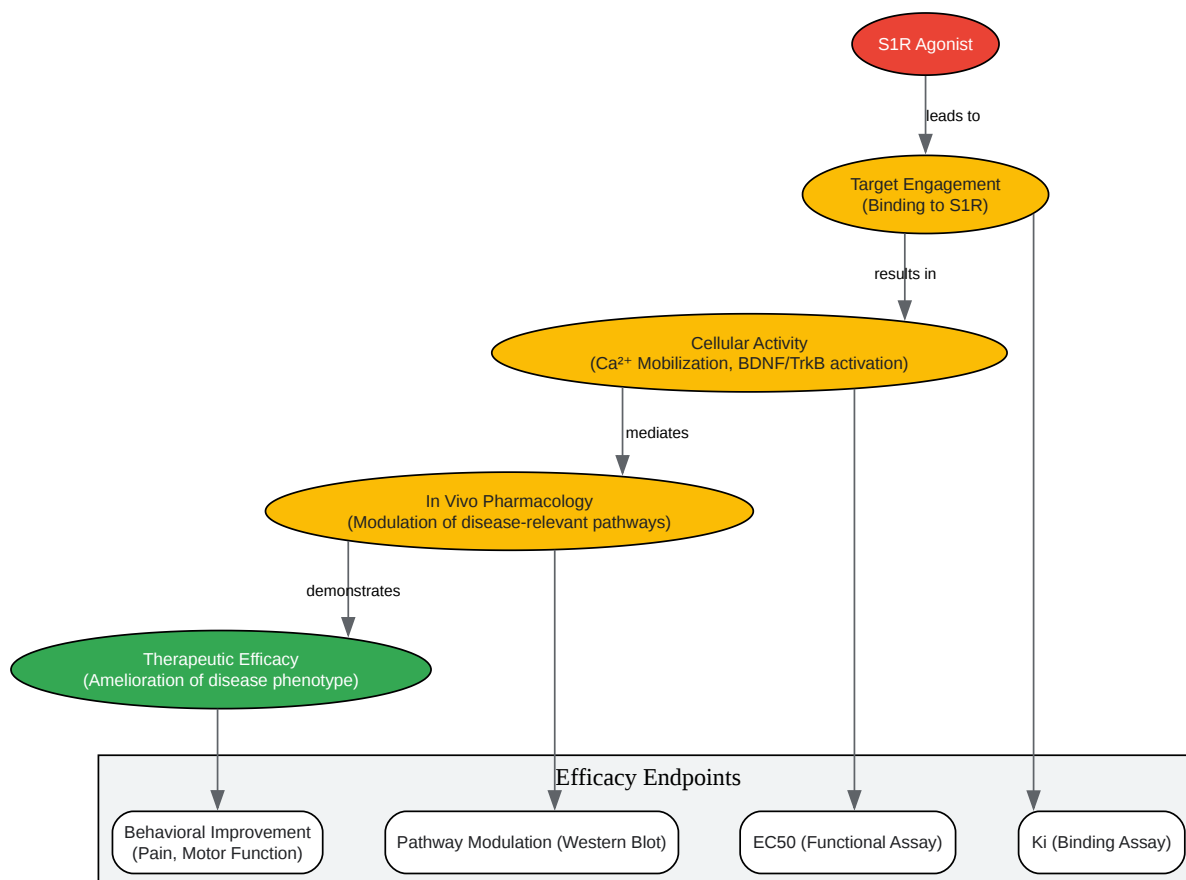 S1R Agonist
leads to
Target Engagement
(Binding to S1R)
results in
Cellular Activity
(Ca²⁺ Mobilization, BDNF/TrkB activation)
mediates
In Vivo Pharmacology
(Modulation of disease-relevant pathways)
demonstrates
Therapeutic Efficacy
(Amelioration of disease phenotype)
Efficacy Endpoints
Behavioral Improvement
(Pain, Motor Function)
Pathway Modulation (Western Blot)
EC50 (Functional Assay)
Ki (Binding Assay)